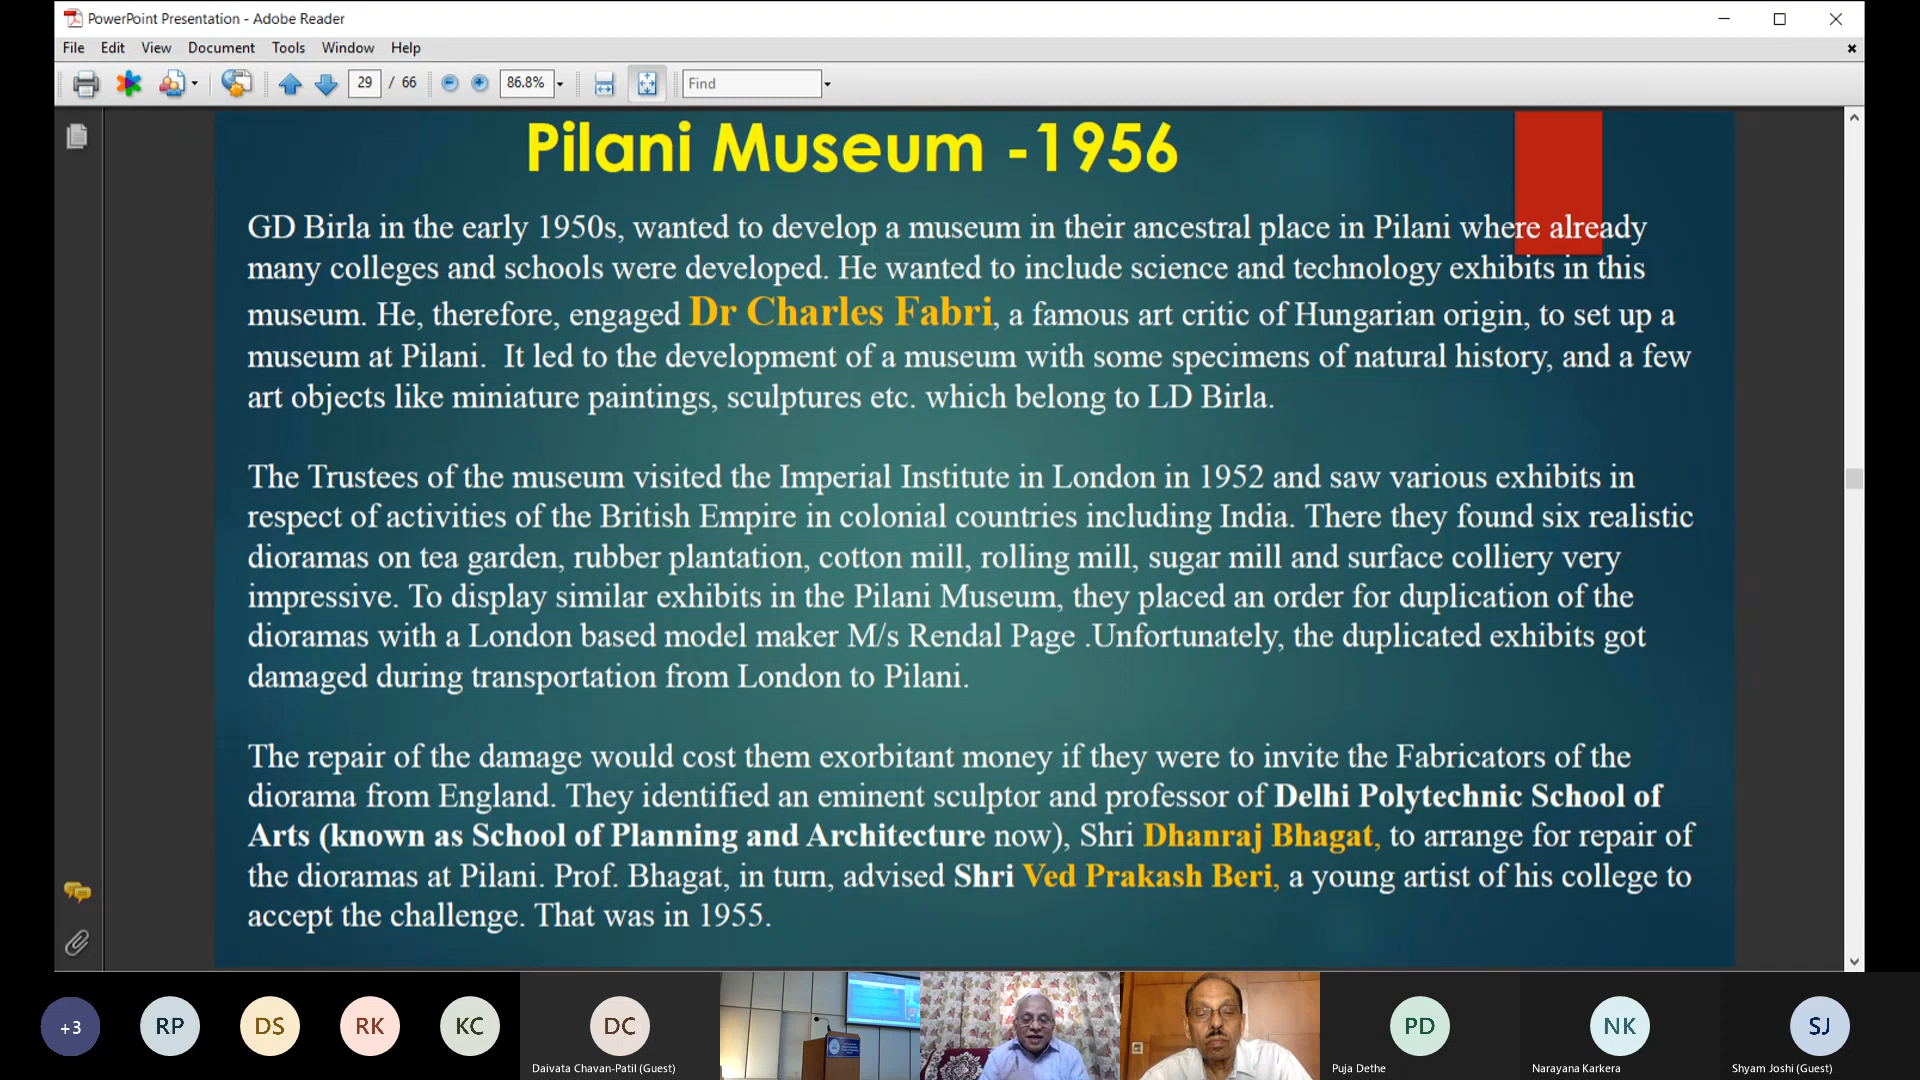 PowerPoint Presentation - Adobe Reader
File Edit View Document Tools Window Help
29 / 66 86.8% Find
Pilani Museum -1956
GD Birla in the early 1950s, wanted to develop a museum in their ancestral place in Pilani where already
many colleges and schools were developed. He wanted to include science and technology exhibits in this
museum. He, therefore, engaged Dr Charles Fabri, a famous art critic of Hungarian origin, to set up a
museum at Pilani. It led to the development of a museum with some specimens of natural history, and a few
art objects like miniature paintings, sculptures etc. which belong to LD Birla.
The Trustees of the museum visited the Imperial Institute in London in 1952 and saw various exhibits in
respect of activities of the British Empire in colonial countries including India. There they found six realistic
dioramas on tea garden, rubber plantation, cotton mill, rolling mill, sugar mill and surface colliery very
impressive. To display similar exhibits in the Pilani Museum, they placed an order for duplication of the
dioramas with a London based model maker M/s Rendal Page .Unfortunately, the duplicated exhibits got
damaged during transportation from London to Pilani.
The repair of the damage would cost them exorbitant money if they were to invite the Fabricators of the
diorama from England. They identified an eminent sculptor and professor of Delhi Polytechnic School of
Arts (known as School of Planning and Architecture now), Shri Dhanraj Bhagat, to arrange for repair of
the dioramas at Pilani. Prof. Bhagat, in turn, advised Shri Ved Prakash Beri, a young artist of his college to
accept the challenge. That was in 1955.
+3 RP DS RK KC DC PD NK SJ
Daivata Chavan-Patil (Guest) Puja Dethe Narayana Karkera Shyam Joshi (Guest)